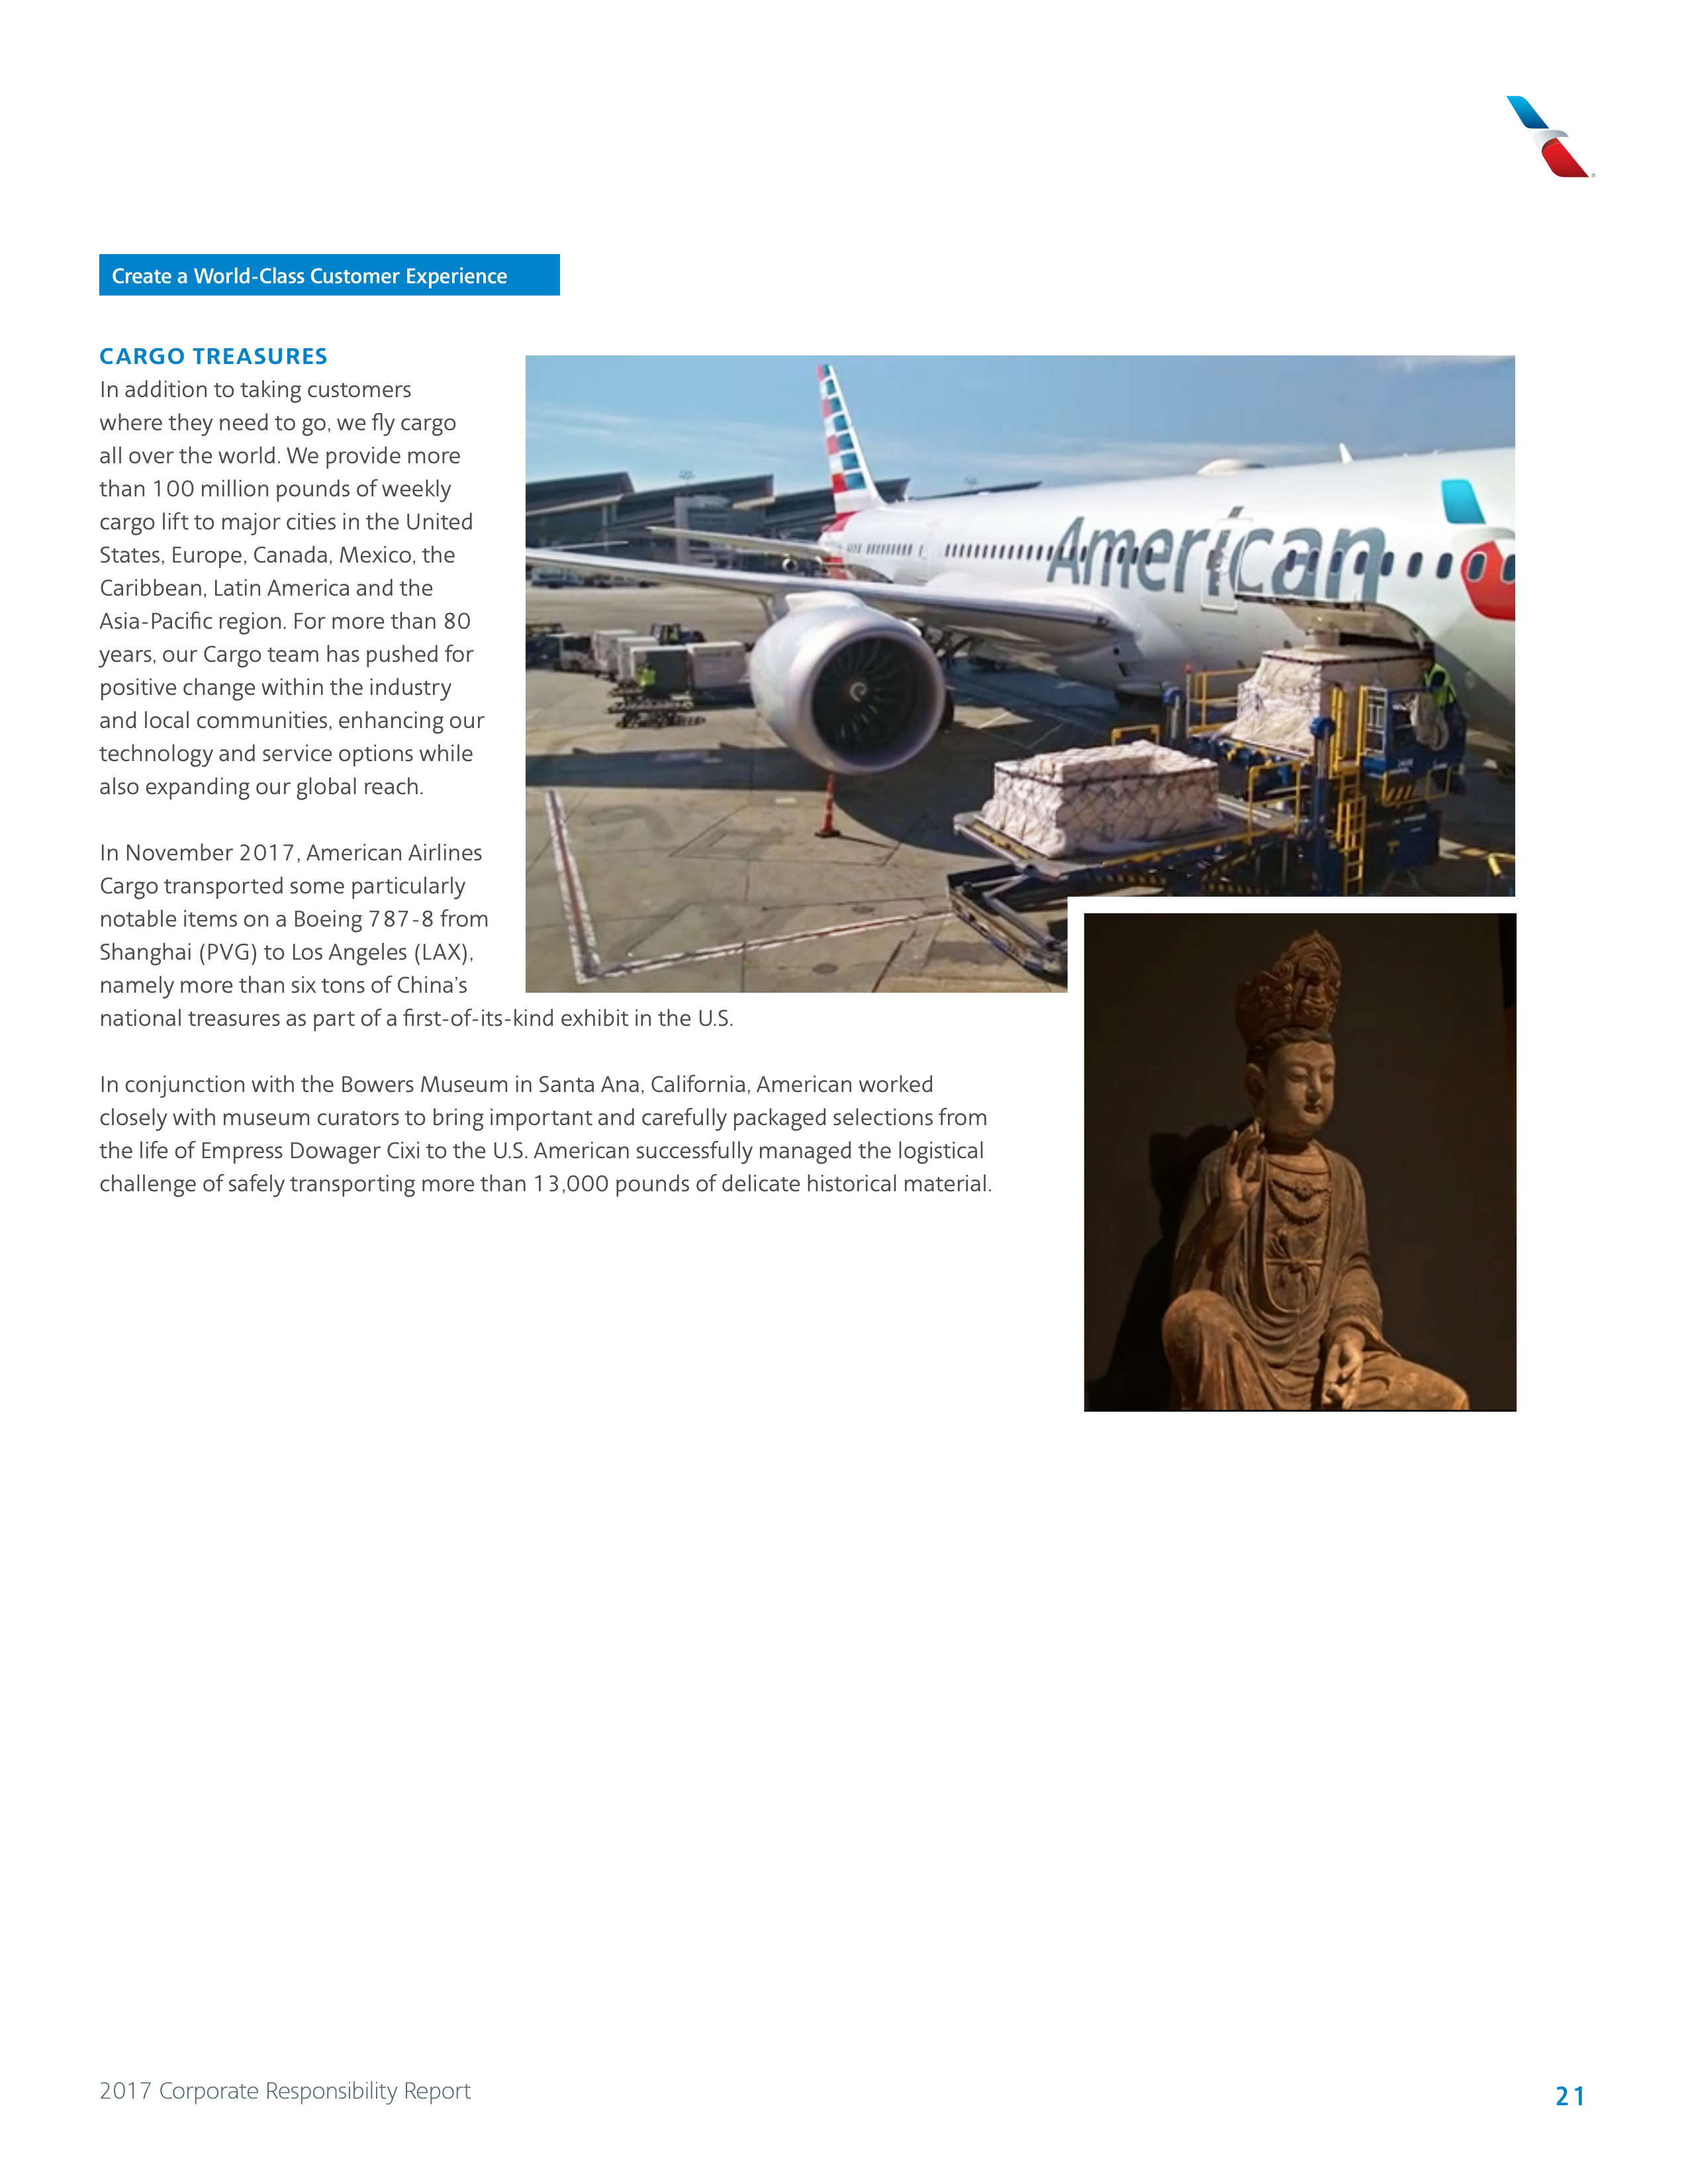 Create a World-Class Customer Experience
CARGO TREASURES
In addition to taking customers
where they need to go, we fly cargo
all over the world. We provide more
than 100 million pounds of weekly
cargo lift to major cities in the United
States, Europe, Canada, Mexico, the
Caribbean, Latin America and the
Asia-Pacific region. For more than 80
years, our Cargo team has pushed for
positive change within the industry
and local communities, enhancing our
technology and service options while
also expanding our global reach.
In November 2017, American Airlines
Cargo transported some particularly
notable items on a Boeing 787-8 from
Shanghai (PVG) to Los Angeles (LAX),
namely more than six tons of China's
national treasures as part of a first-of-its-kind exhibit in the U.S.
In conjunction with the Bowers Museum in Santa Ana, California, American worked
closely with museum curators to bring important and carefully packaged selections from
the life of Empress Dowager Cixi to the U.S. American successfully managed the logistical
challenge of safely transporting more than 13,000 pounds of delicate historical material.
American
2017 Corporate Responsibility Report
21